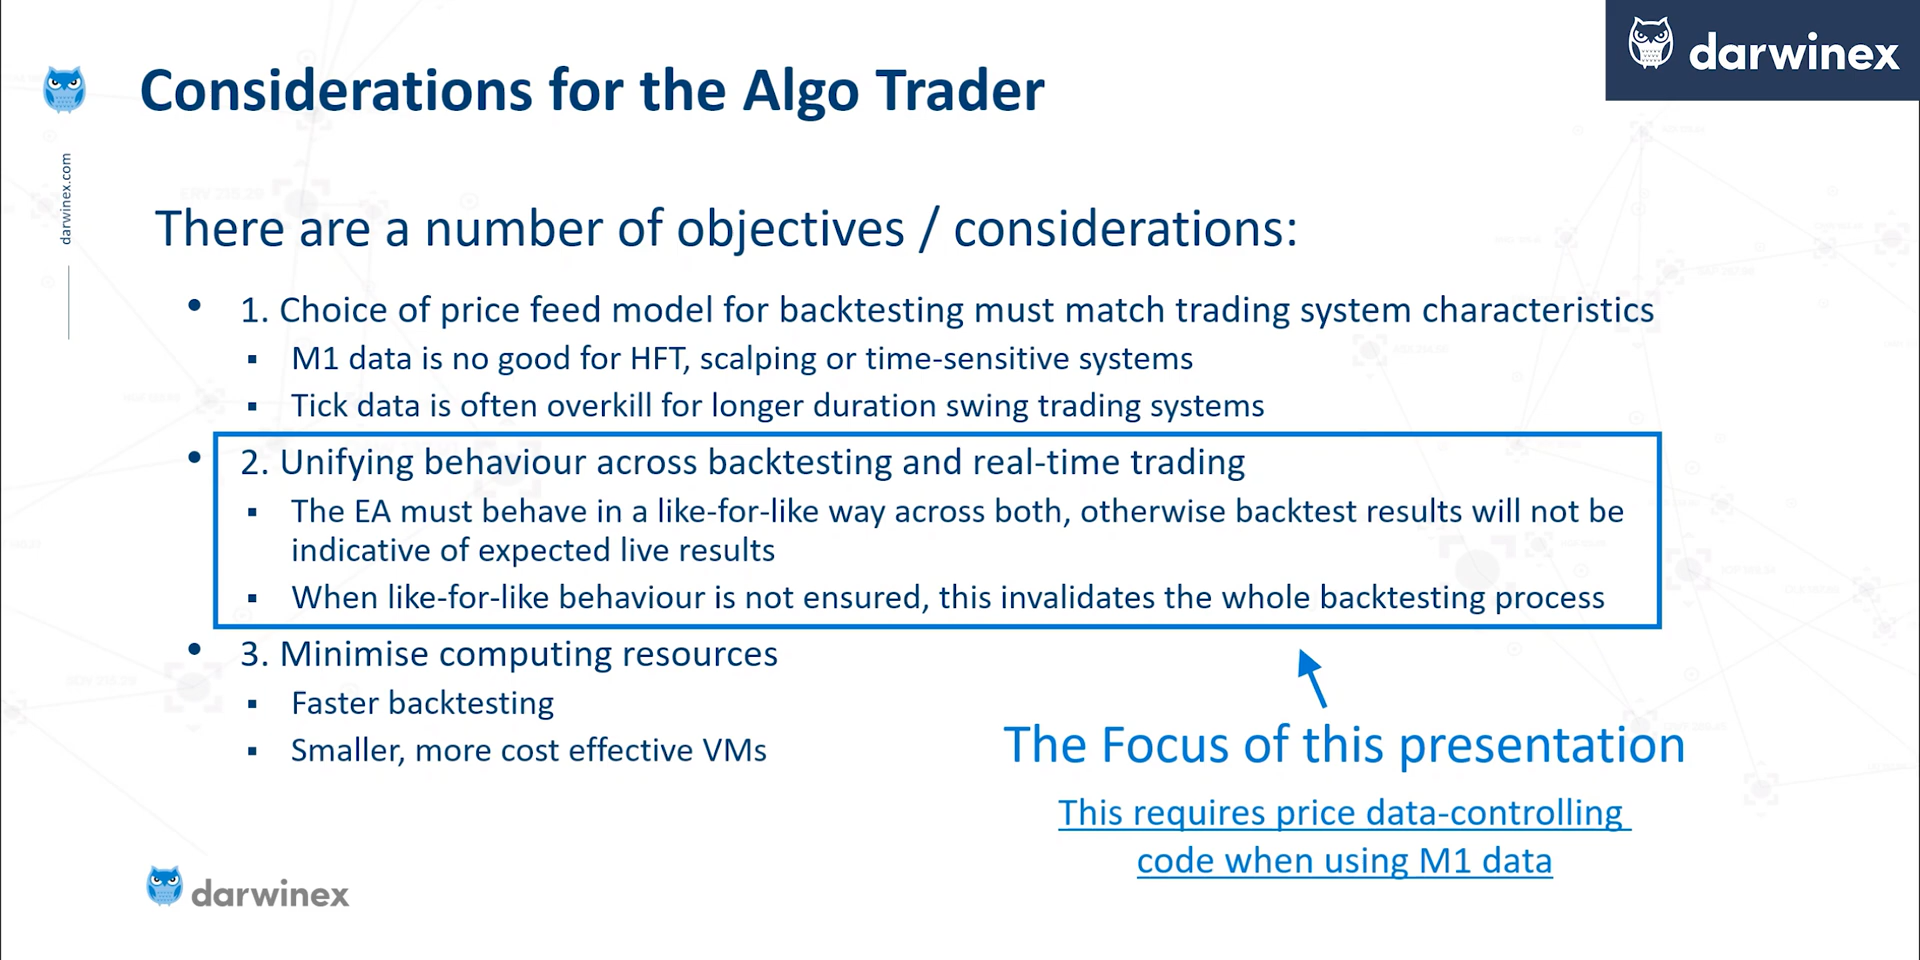 darwinex
Considerations for the Algo Trader
darwinex.com
There are a number of objectives / considerations:
• 1. Choice of price feed model for backtesting must match trading system characteristics
▪ M1 data is no good for HFT, scalping or time-sensitive systems
▪ Tick data is often overkill for longer duration swing trading systems
• 2. Unifying behaviour across backtesting and real-time trading
▪ The EA must behave in a like-for-like way across both, otherwise backtest results will not be
indicative of expected live results
▪ When like-for-like behaviour is not ensured, this invalidates the whole backtesting process
• 3. Minimise computing resources
▪ Faster backtesting
▪ Smaller, more cost effective VMs
The Focus of this presentation
This requires price data-controlling
code when using M1 data
darwinex